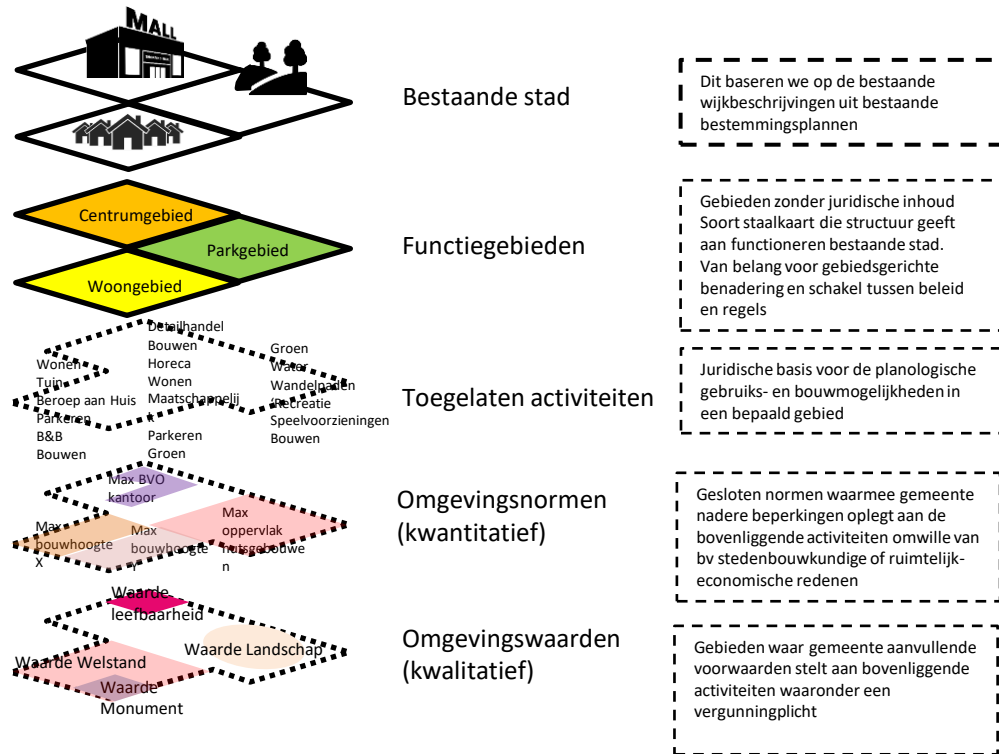 MALL
Bestaande stad
Dit baseren we op de bestaande
wijkbeschrijvingen uit bestaande
bestemmingsplannen
Centrumgebied
Parkgebied
Woongebied
Functiegebieden
Gebieden zonder juridische inhoud
Soort staalkaart die structuur geeft
aan functioneren bestaande stad.
Van belang voor gebiedsgerichte
benadering en schakel tussen beleid
en regels
Wonen
Tuin
Beroep aan Huis
Parkeren
B&B
Bouwen
Detailhandel
Bouwen
Horeca
Wonen
Maatschappelij
k
Parkeren
Groen
Groen
Water
Wandelpaden
'Recreatie
Speelvoorzieningen
Bouwen
Toegelaten activiteiten
Juridische basis voor de planologische
gebruiks- en bouwmogelijkheden in
een bepaald gebied
Max BVO
kantoor
Max
bouwhoogte
X
Max
bouwhoogte
Y
Max
oppervlak
nutsgebouwe
n
Omgevingsnormen
(kwantitatief)
Gesloten normen waarmee gemeente
nadere beperkingen oplegt aan de
bovenliggende activiteiten omwille van
bv stedenbouwkundige of ruimtelijk-
economische redenen
Waarde
leefbaarheid
Waarde Landschap
Waarde Welstand
Waarde
Monument
Omgevingswaarden
(kwalitatief)
Gebieden waar gemeente aanvullende
voorwaarden stelt aan bovenliggende
activiteiten waaronder een
vergunningplicht